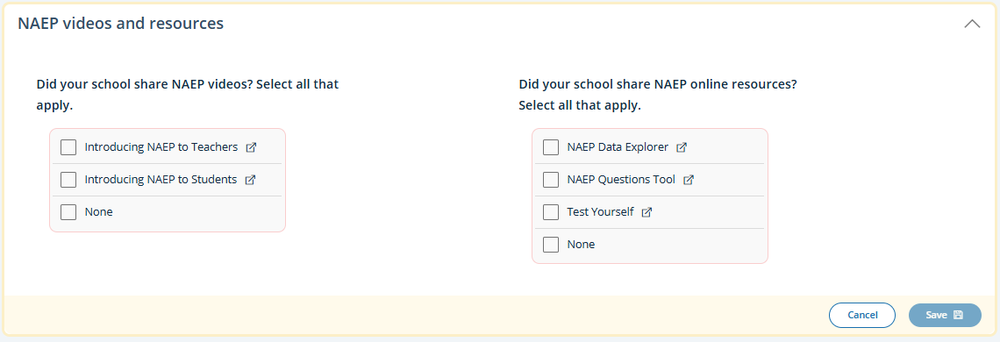 NAEP videos and resources
Did your school share NAEP videos? Select all that
apply.
Introducing NAEP to Teachers
Introducing NAEP to Students
None
Did your school share NAEP online resources?
Select all that apply.
NAEP Data Explorer
NAEP Questions Tool
Test Yourself
None
Cancel
Save